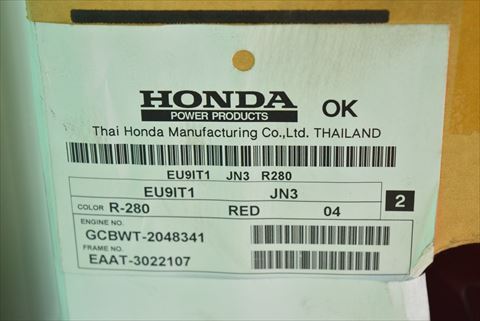 HONDA
POWER PRODUCTS
OK
Thai Honda Manufacturing Co.,Ltd. THAILAND
EU9IT1 JN3 R280
EU9IT1 JN3
COLOR R-280 RED 04
2
ENGINE NO.
GCBWT-2048341
FRAME NO.
EAAT-3022107